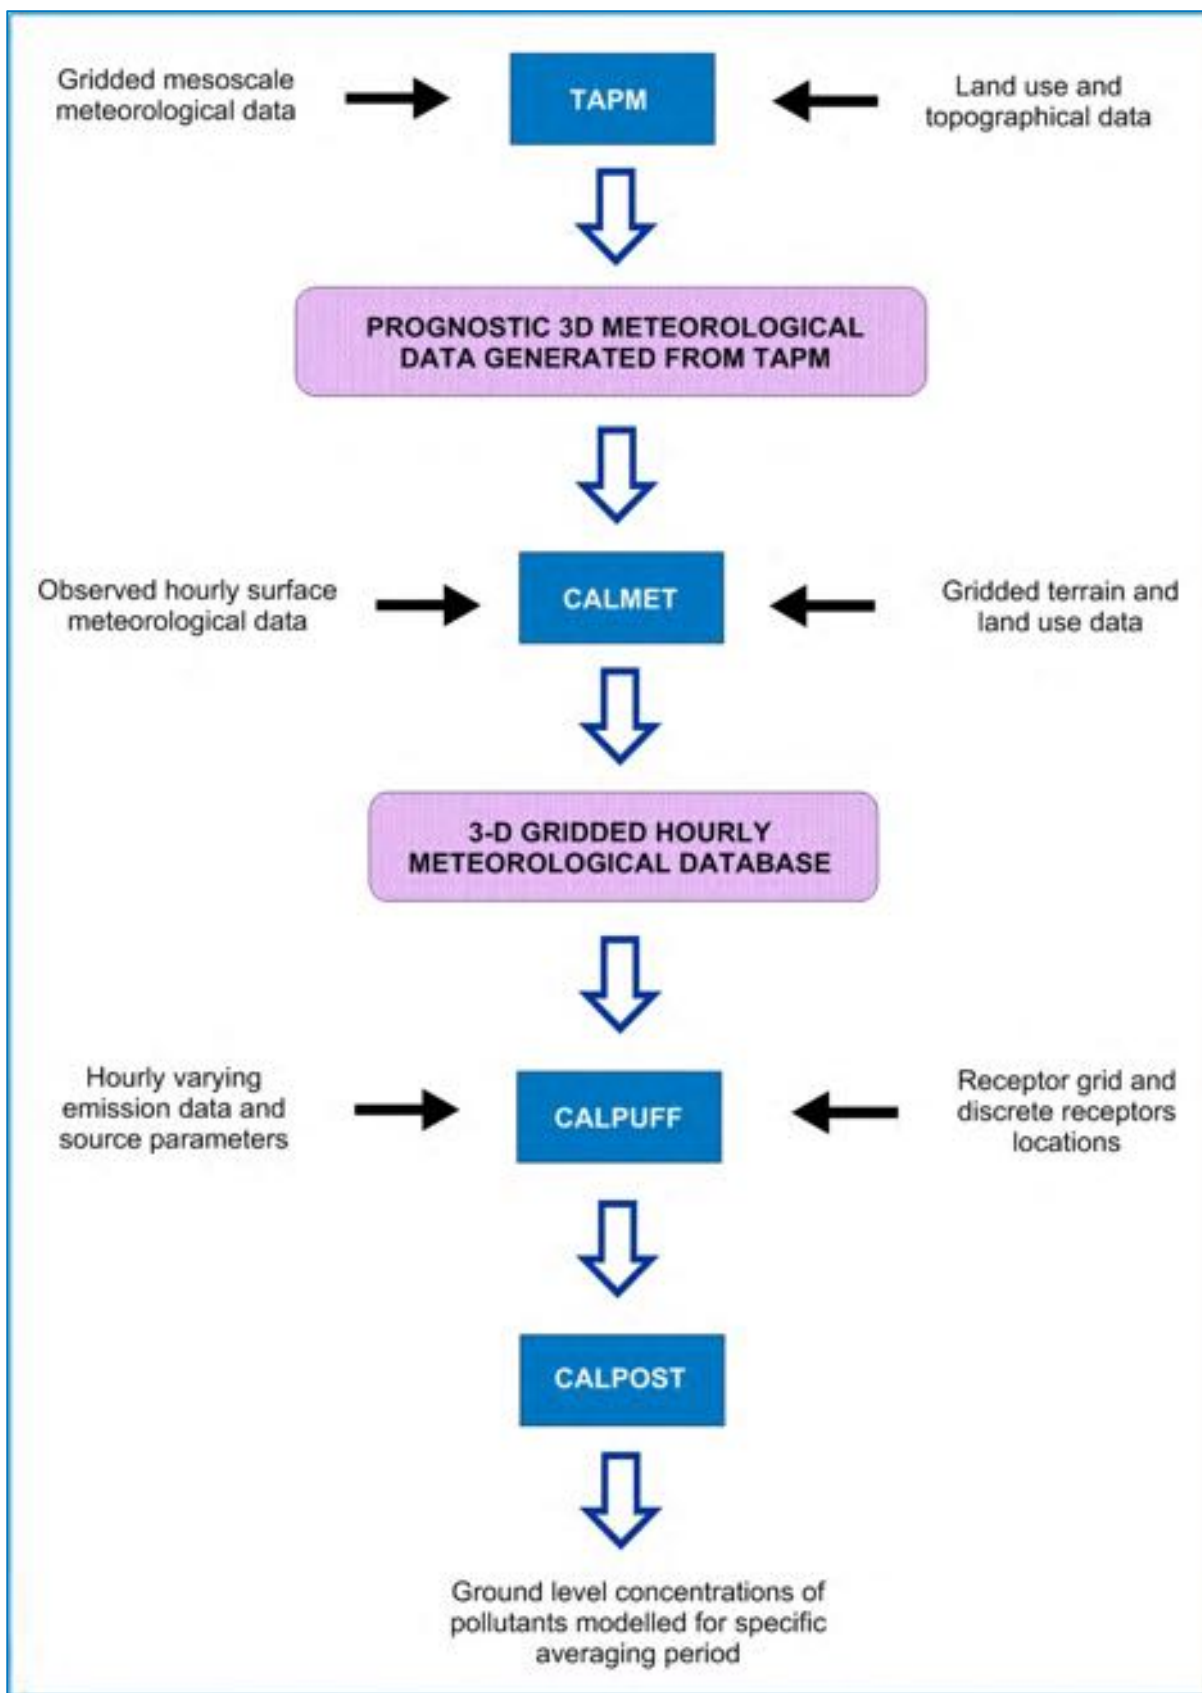 Gridded mesoscale
meteorological data
TAPM
Land use and
topographical data
PROGNOSTIC 3D METEOROLOGICAL
DATA GENERATED FROM TAPM
Observed hourly surface
meteorological data
CALMET
Gridded terrain and
land use data
3-D GRIDDED HOURLY
METEOROLOGICAL DATABASE
Hourly varying
emission data and
source parameters
CALPUFF
Receptor grid and
discrete receptors
locations
CALPOST
Ground level concentrations of
pollutants modelled for specific
averaging period